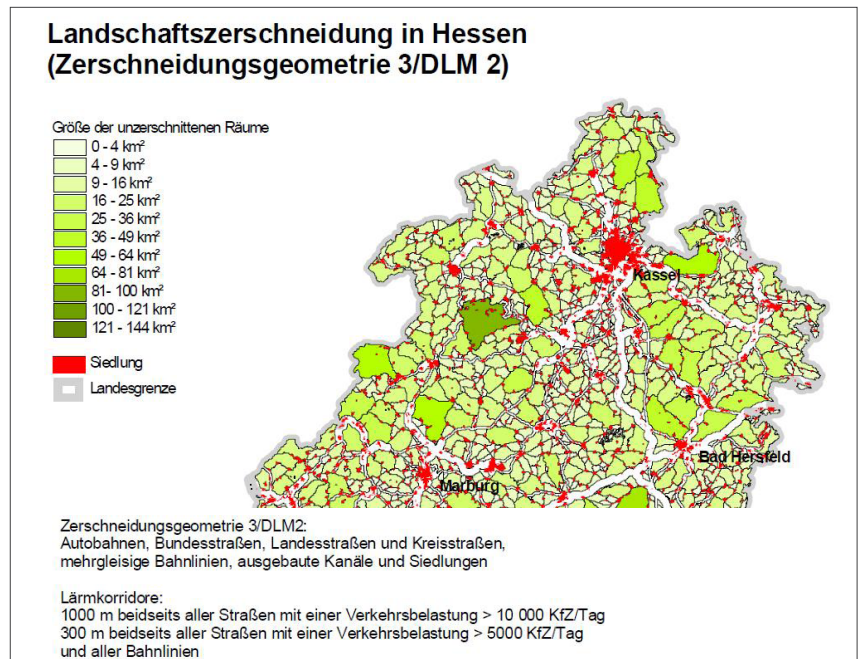 Landschaftszerschneidung in Hessen
(Zerschneidungsgeometrie 3/DLM 2)
Größe der unzerschnittenen Räume
0 - 4 km²
4 - 9 km²
9 - 16 km²
16 - 25 km²
25 - 36 km²
36 - 49 km²
49 - 64 km²
64 - 81 km²
81- 100 km²
100 - 121 km²
121 - 144 km²
Siedlung
Landesgrenze
Kassel
Bad Hersfeld
Marburg
Zerschneidungsgeometrie 3/DLM2:
Autobahnen, Bundesstraßen, Landesstraßen und Kreisstraßen,
mehrgleisige Bahnlinien, ausgebaute Kanäle und Siedlungen
Lärmkorridore:
1000 m beidseits aller Straßen mit einer Verkehrsbelastung > 10 000 KfZ/Tag
300 m beidseits aller Straßen mit einer Verkehrsbelastung > 5000 KfZ/Tag
und aller Bahnlinien